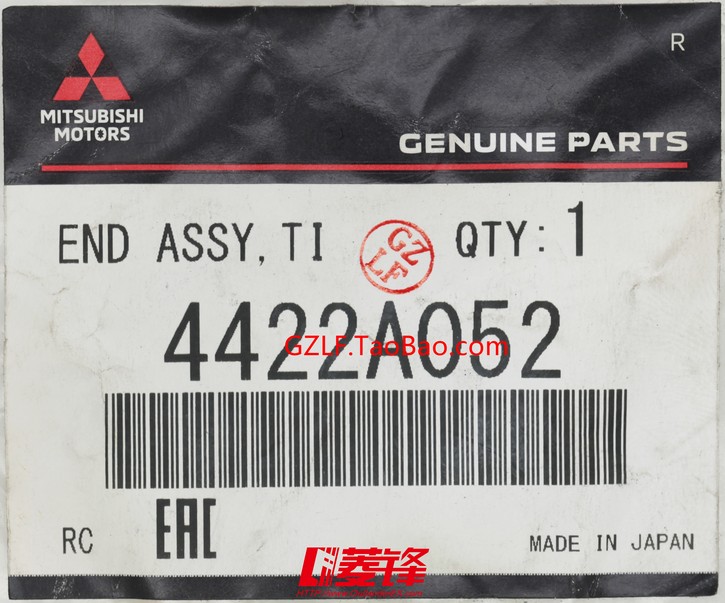 R
MITSUBISHI
MOTORS
GENUINE PARTS
END ASSY, TI
GZ
LF
QTY: 1
4422A052
GZLF.TaoBao.com
RC
EAC
MADE IN JAPAN
菱锋